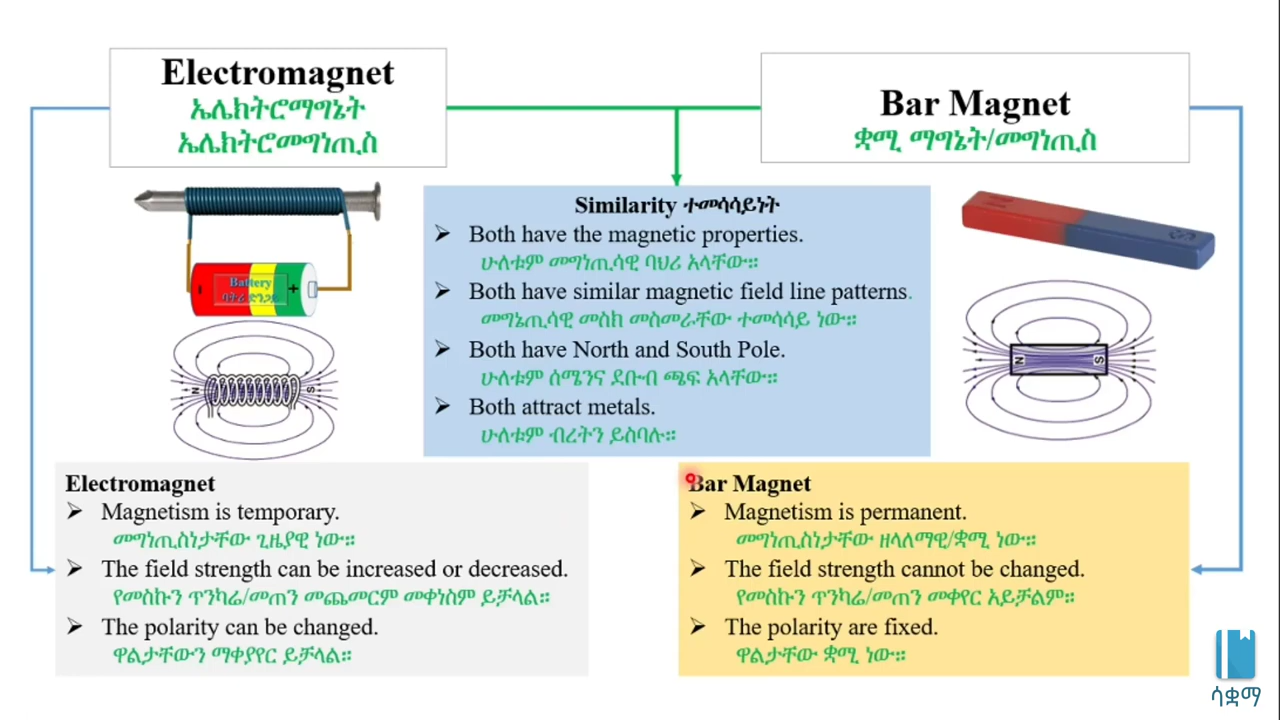 Electromagnet
ኤሌክትሮማግኔት
ኤሌክትሮመግነጢስ
Bar Magnet
ቋሚ ማግኔት/መግነጢስ
Battery
ባትሪ ድንጋይ
- +
N S
Similarity ተመሳሳይነት
➢ Both have the magnetic properties.
ሁለቱም መግነጢሳዊ ባህሪ አላቸው።
➢ Both have similar magnetic field line patterns.
መግኔጢሳዊ መስክ መስመራቸው ተመሳሳይ ነው።
➢ Both have North and South Pole.
ሁለቱም ሰሜንና ደቡብ ጫፍ አላቸው።
➢ Both attract metals.
ሁለቱም ብረትን ይስባሉ።
N S
Electromagnet
➢ Magnetism is temporary.
መግነጢስነታቸው ጊዜያዊ ነው።
➢ The field strength can be increased or decreased.
የመስኩን ጥንካሬ/መጠን መጨመርም መቀነስም ይቻላል።
➢ The polarity can be changed.
ዋልታቸውን ማቀያየር ይቻላል።
Bar Magnet
➢ Magnetism is permanent.
መግነጢስነታቸው ዘላለማዊ/ቋሚ ነው።
➢ The field strength cannot be changed.
የመስኩን ጥንካሬ/መጠን መቀየር አይቻልም።
➢ The polarity are fixed.
ዋልታቸው ቋሚ ነው።
ሳቋማ